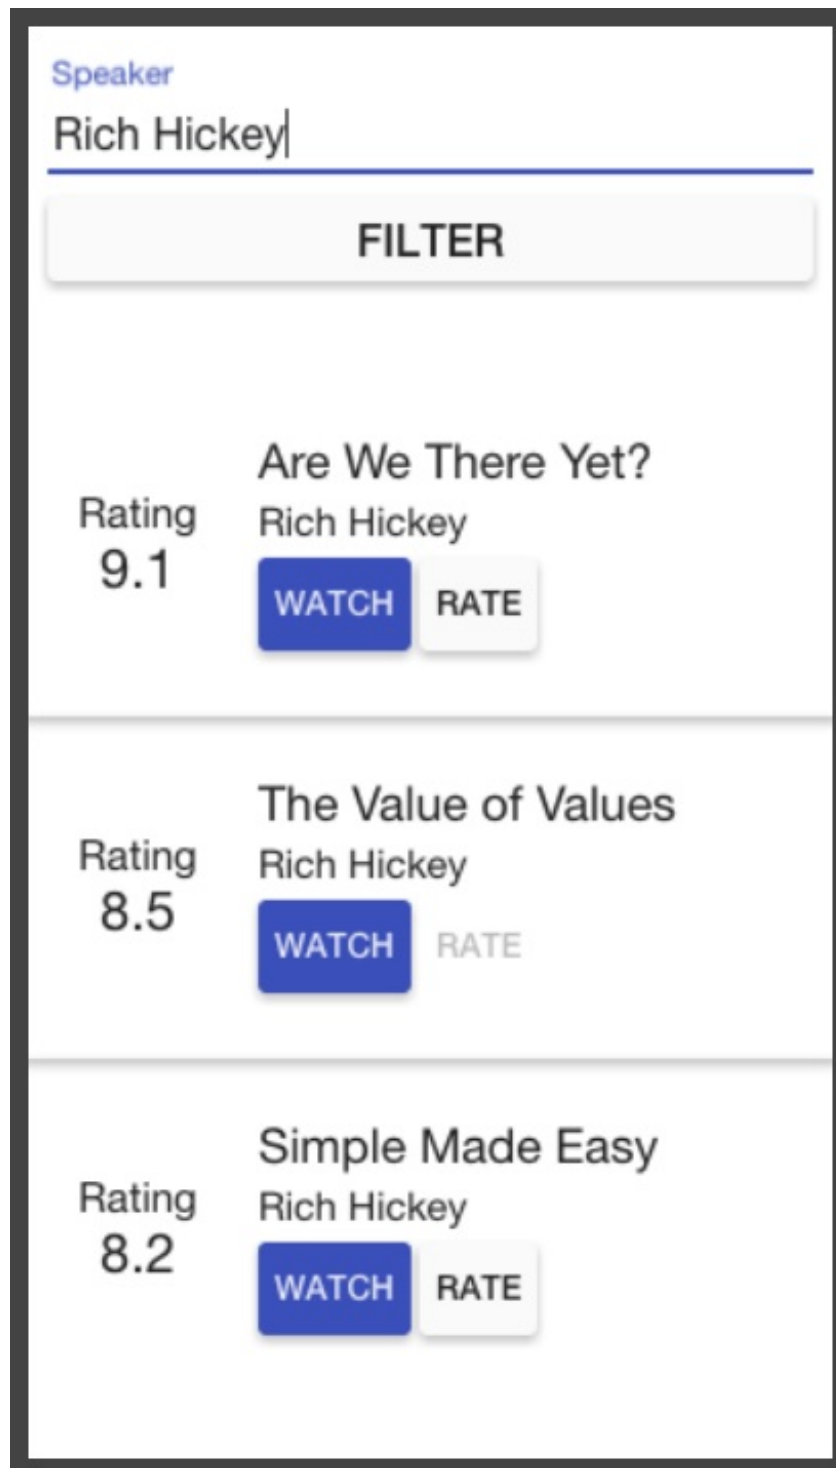 Speaker
Rich Hickey
FILTER
Are We There Yet?
Rating
Rich Hickey
9.1
WATCH RATE
The Value of Values
Rating
Rich Hickey
8.5
WATCH RATE
Simple Made Easy
Rating
Rich Hickey
8.2
WATCH RATE